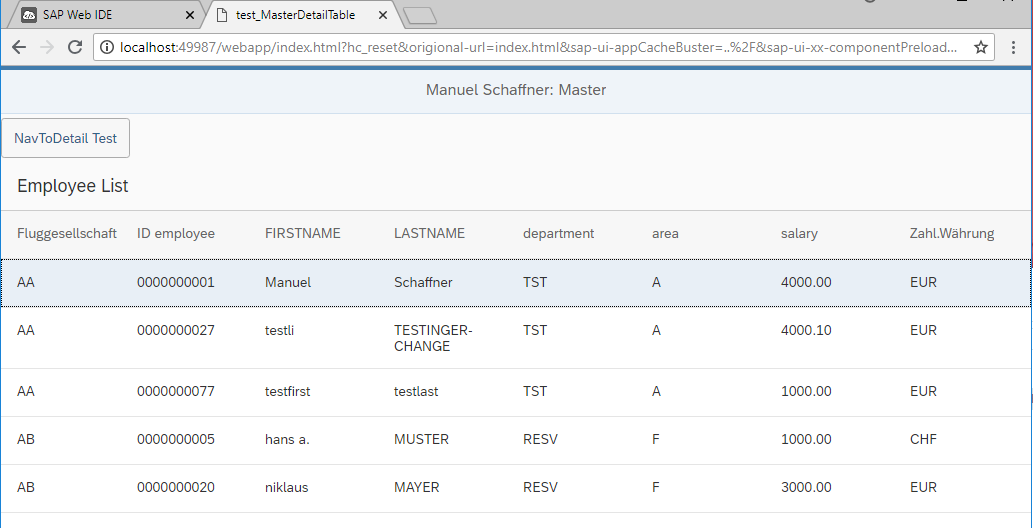 SAP Web IDE
test_MasterDetailTable
localhost:49987/webapp/index.html?hc_reset&origional-url=index.html&sap-ui-appCacheBuster=..%2F&sap-ui-xx-componentPreload...
Manuel Schaffner: Master
NavToDetail Test
Employee List
Fluggesellschaft ID employee FIRSTNAME LASTNAME department area salary Zahl.Währung
AA 0000000001 Manuel Schaffner TST A 4000.00 EUR
AA 0000000027 testli TESTINGER- TST A 4000.10 EUR
CHANGE
AA 0000000077 testfirst testlast TST A 1000.00 EUR
AB 0000000005 hans a. MUSTER RESV F 1000.00 CHF
AB 0000000020 niklaus MAYER RESV F 3000.00 EUR